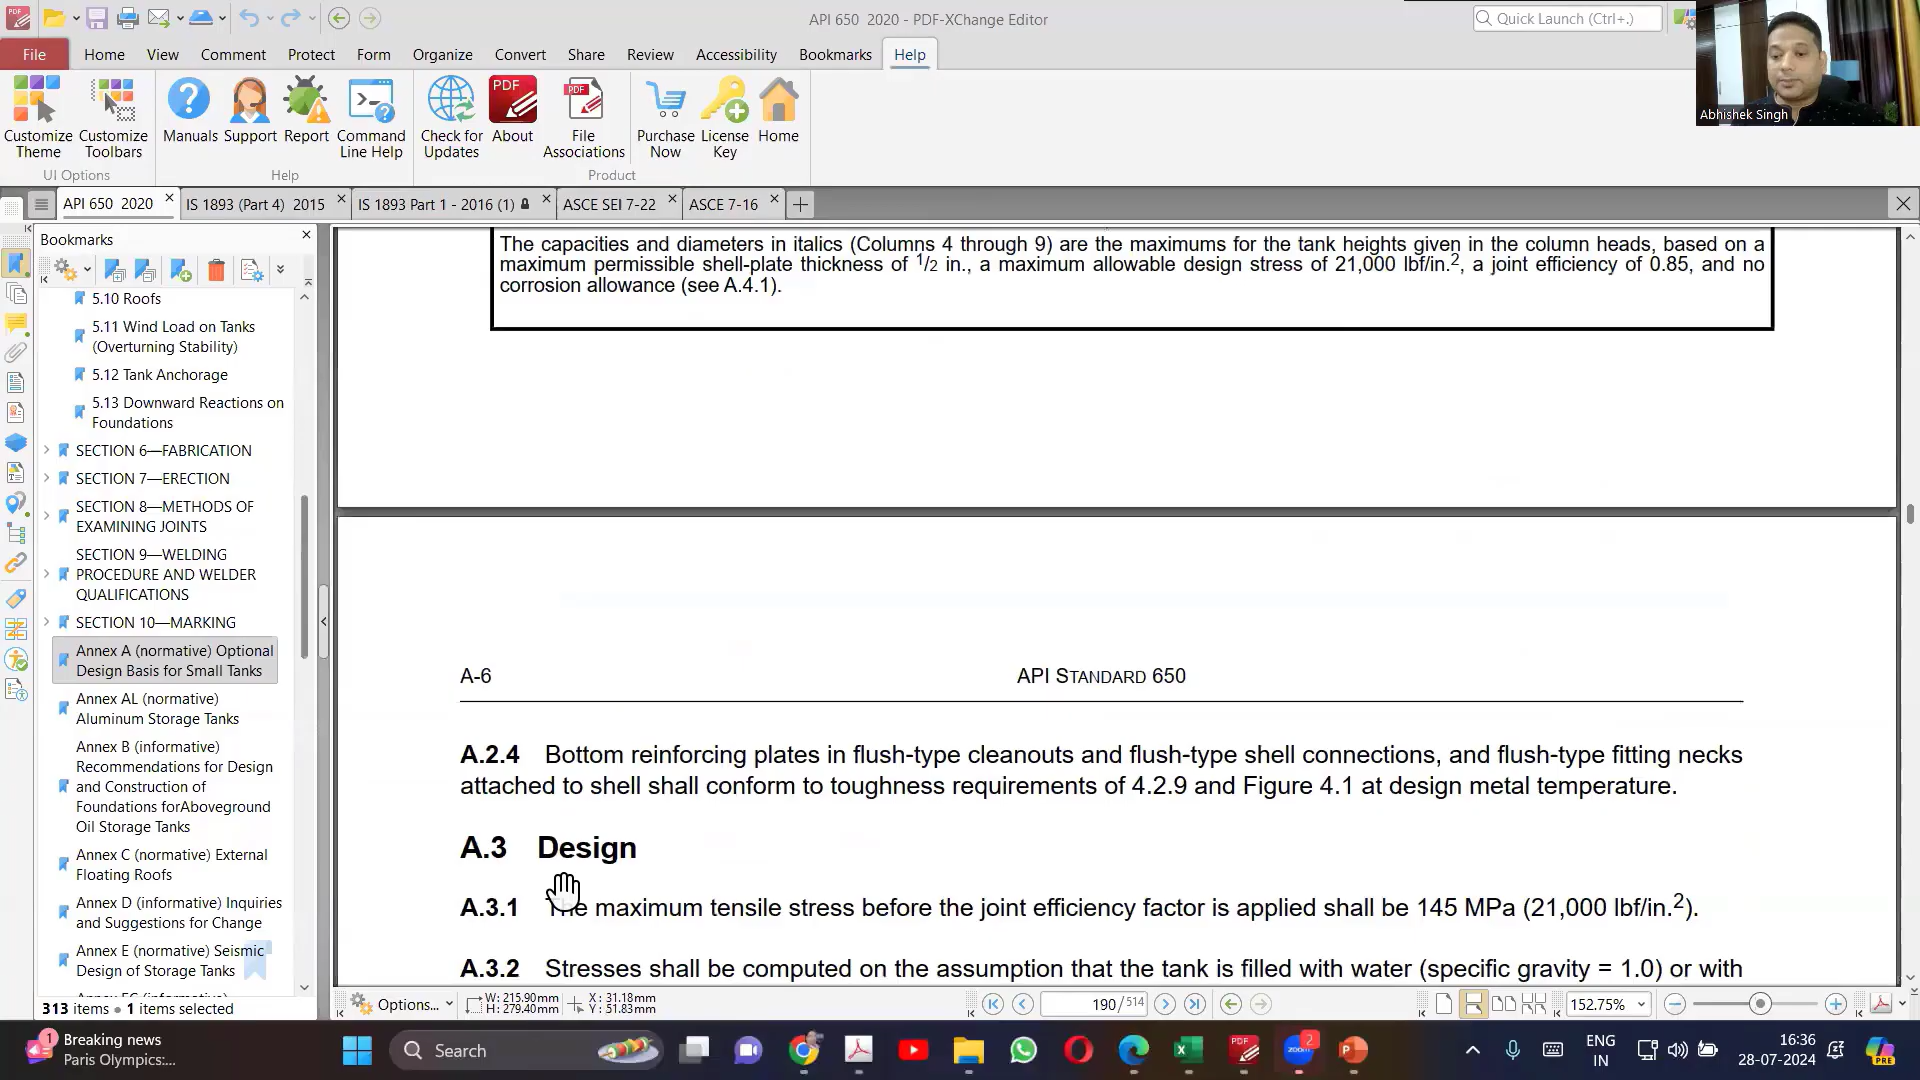 API 650  2020 - PDF-XChange Editor
Quick Launch (Ctrl+.)
File
Home
View
Comment
Protect
Form
Organize
Convert
Share
Review
Accessibility
Bookmarks
Help
Abhishek Singh
Customize Theme
Customize Toolbars
Manuals
Support
Report
Command Line Help
Check for Updates
PDF
About
PDF
File Associations
Purchase Now
License Key
Home
UI Options
Help
Product
API 650  2020
IS 1893 (Part 4)  2015
IS 1893 Part 1 - 2016 (1)
ASCE SEI 7-22
ASCE 7-16
Bookmarks
5.10 Roofs
5.11 Wind Load on Tanks
(Overturning Stability)
5.12 Tank Anchorage
5.13 Downward Reactions on
Foundations
SECTION 6—FABRICATION
SECTION 7—ERECTION
SECTION 8—METHODS OF
EXAMINING JOINTS
SECTION 9—WELDING
PROCEDURE AND WELDER
QUALIFICATIONS
SECTION 10—MARKING
Annex A (normative) Optional
Design Basis for Small Tanks
Annex AL (normative)
Aluminum Storage Tanks
Annex B (informative)
Recommendations for Design
and Construction of
Foundations forAboveground
Oil Storage Tanks
Annex C (normative) External
Floating Roofs
Annex D (informative) Inquiries
and Suggestions for Change
Annex E (normative) Seismic
Design of Storage Tanks
313 items • 1 items selected
The capacities and diameters in italics (Columns 4 through 9) are the maximums for the tank heights given in the column heads, based on a
maximum permissible shell-plate thickness of 1/2 in., a maximum allowable design stress of 21,000 lbf/in.2, a joint efficiency of 0.85, and no
corrosion allowance (see A.4.1).
A-6
API STANDARD 650
A.2.4 Bottom reinforcing plates in flush-type cleanouts and flush-type shell connections, and flush-type fitting necks
attached to shell shall conform to toughness requirements of 4.2.9 and Figure 4.1 at design metal temperature.
A.3 Design
A.3.1 The maximum tensile stress before the joint efficiency factor is applied shall be 145 MPa (21,000 lbf/in.2).
A.3.2 Stresses shall be computed on the assumption that the tank is filled with water (specific gravity = 1.0) or with
Options...
W: 215.90mm
H: 279.40mm
X: 31.18mm
Y: 51.83mm
190 / 514
152.75%
1
Breaking news
Paris Olympics:...
Search
zoom
2
PDF
PRE
ENG
IN
16:36
28-07-2024